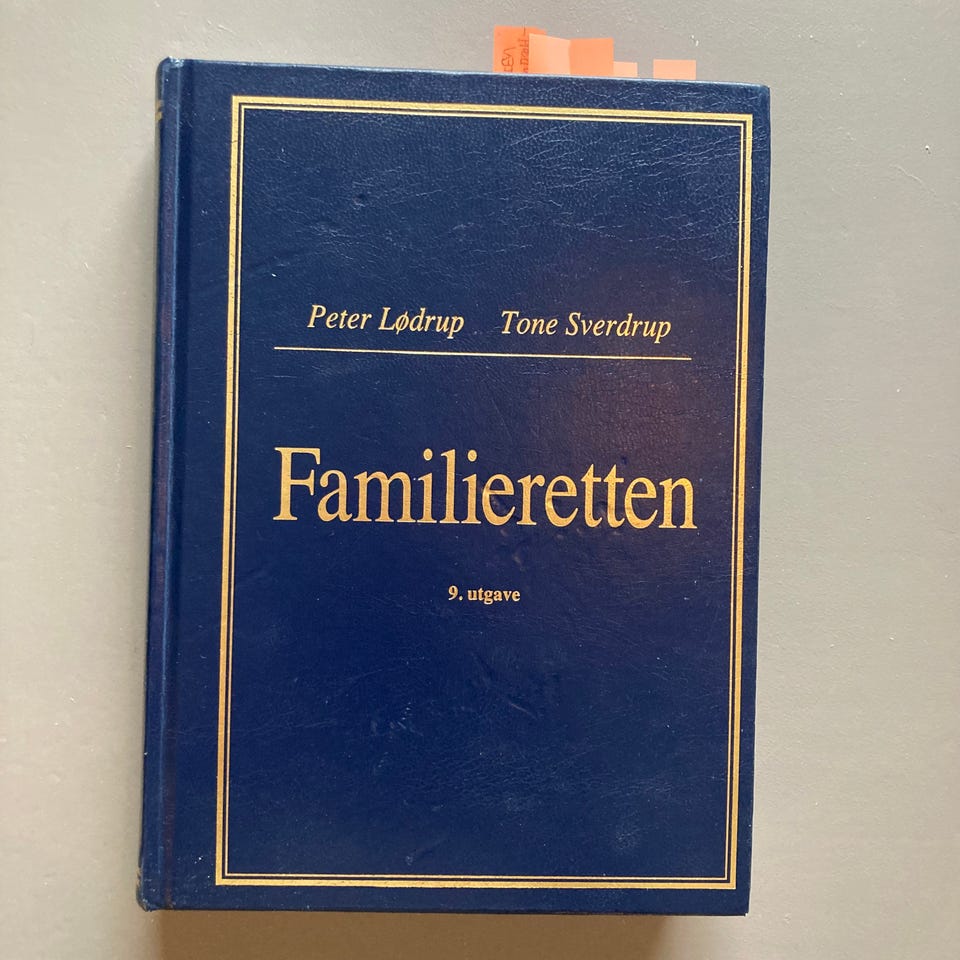 Peter Lødrup Tone Sverdrup
Familieretten
9. utgave